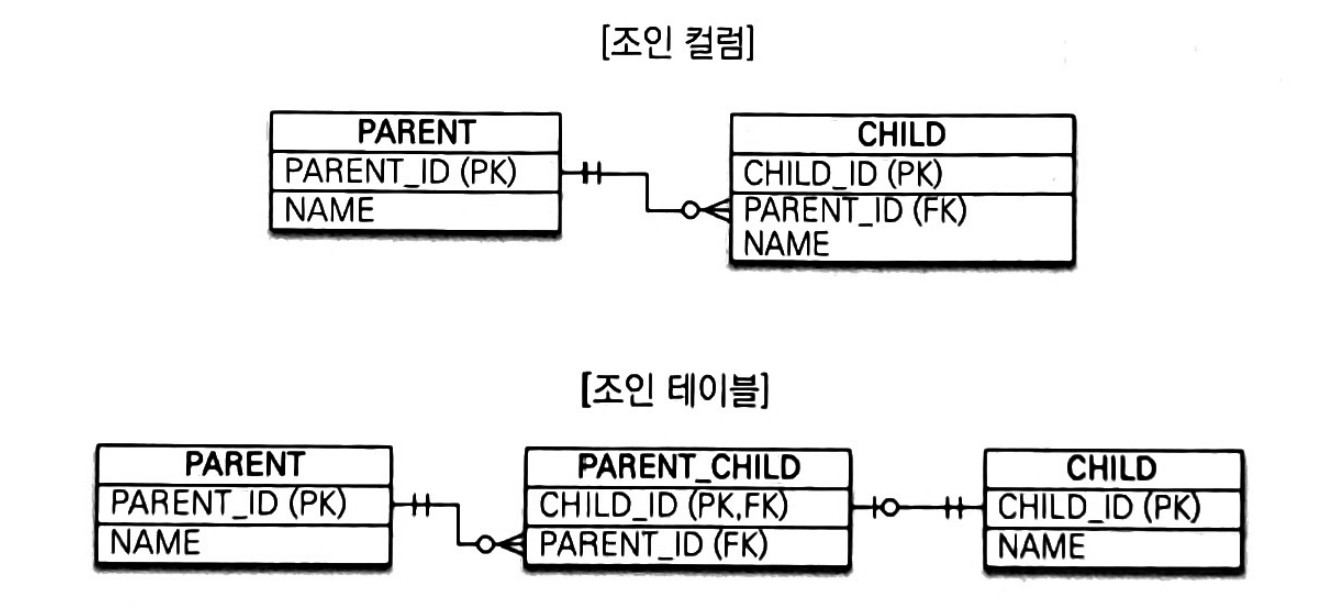 [조인 컬럼]
PARENT
PARENT_ID (PK)
NAME
CHILD
CHILD_ID (PK)
PARENT_ID (FK)
NAME
[조인 테이블]
PARENT
PARENT_ID (PK)
NAME
PARENT_CHILD
CHILD_ID (PK,FK)
PARENT_ID (FK)
CHILD
CHILD_ID (PK)
NAME